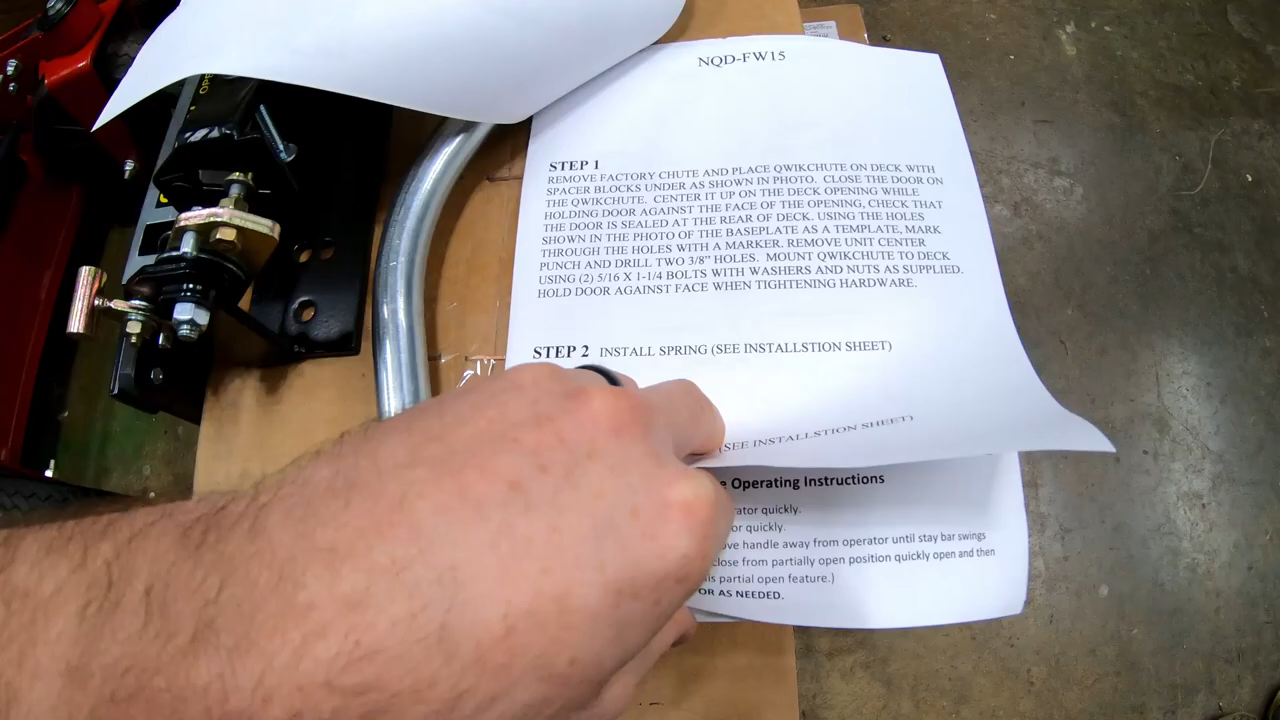 OPE
NQD-FW15
STEP 1
REMOVE FACTORY CHUTE AND PLACE QWIKCHUTE ON DECK WITH
SPACER BLOCKS UNDER AS SHOWN IN PHOTO. CLOSE THE DOOR ON
THE QWIKCHUTE. CENTER IT UP ON THE DECK OPENING WHILE
HOLDING DOOR AGAINST THE FACE OF THE OPENING, CHECK THAT
THE DOOR IS SEALED AT THE REAR OF DECK. USING THE HOLES
SHOWN IN THE PHOTO OF THE BASEPLATE AS A TEMPLATE, MARK
THROUGH THE HOLES WITH A MARKER. REMOVE UNIT CENTER
PUNCH AND DRILL TWO 3/8" HOLES. MOUNT QWIKCHUTE TO DECK
USING (2) 5/16 X 1-1/4 BOLTS WITH WASHERS AND NUTS AS SUPPLIED.
HOLD DOOR AGAINST FACE WHEN TIGHTENING HARDWARE.
STEP 2 INSTALL SPRING (SEE INSTALLSTION SHEET)
(SEE INSTALLSTION SHEET)
e Operating Instructions
rator quickly.
or quickly.
ove handle away from operator until stay bar swings
close from partially open position quickly open and then
his partial open feature.)
OR AS NEEDED.